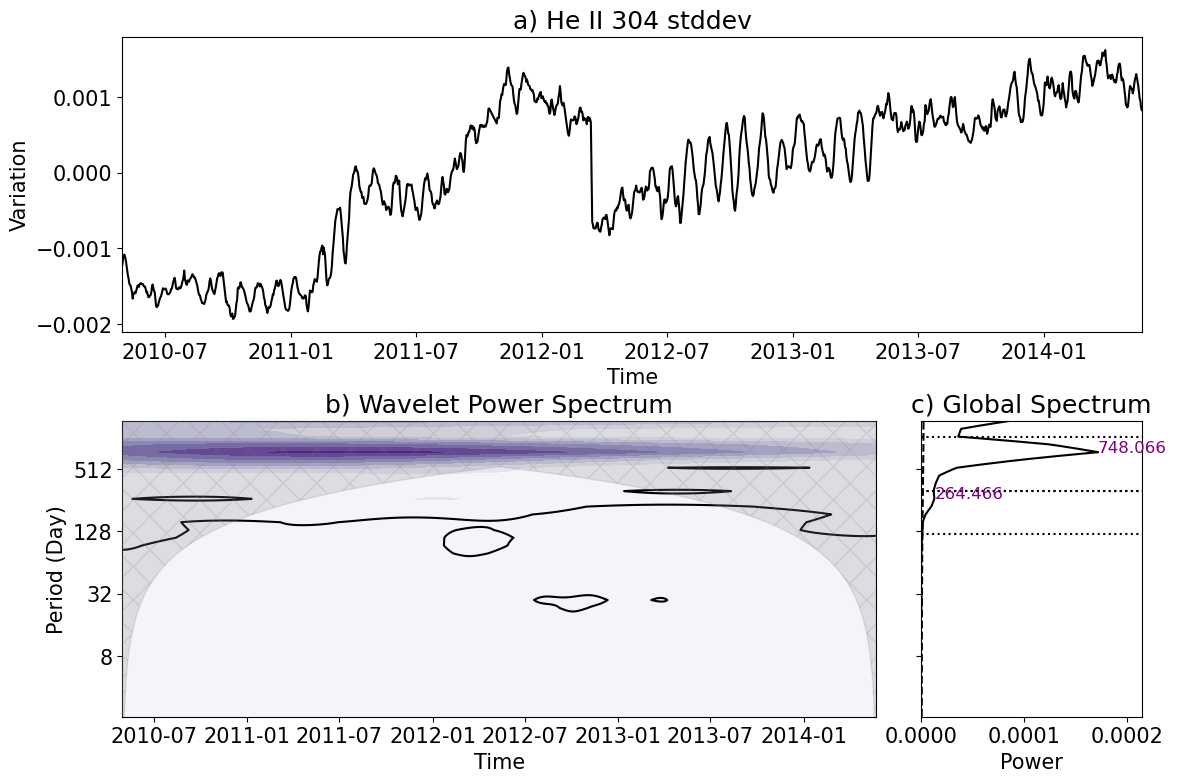 a) He II 304 stddev
Variation
0.001
0.000
−0.001
−0.002
2010-07 2011-01 2011-07 2012-01 2012-07 2013-01 2013-07 2014-01
Time
b) Wavelet Power Spectrum
Period (Day)
512
128
32
8
2010-07 2011-01 2011-07 2012-01 2012-07 2013-01 2013-07 2014-01
Time
c) Global Spectrum
748.066
264.466
0.0000 0.0001 0.0002
Power